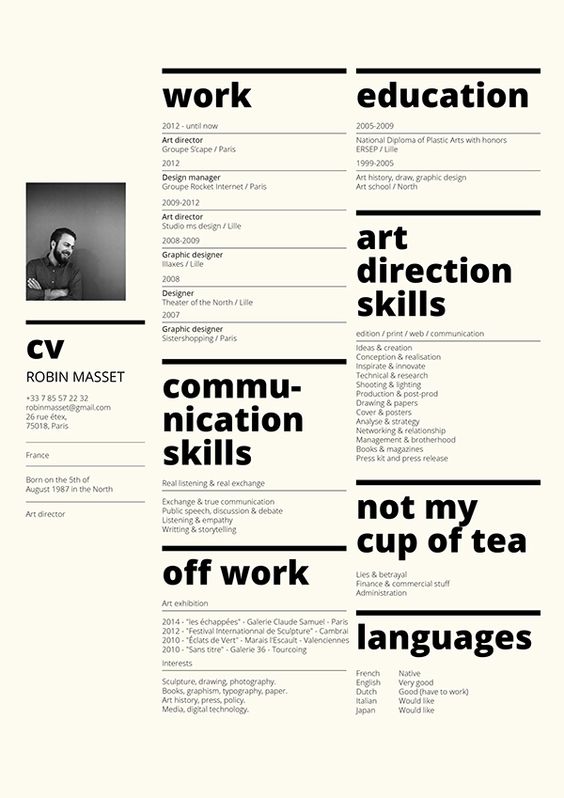 cv
ROBIN MASSET
+33 7 85 57 22 32
robinmasset@gmail.com
26 rue étex,
75018, Paris
France
Born on the 5th of
August 1987 in the North
Art director
work
2012 - until now
Art director
Groupe S'cape / Paris
2012
Design manager
Groupe Rocket Internet / Paris
2009-2012
Art director
Studio ms design / Lille
2008-2009
Graphic designer
Illaxes / Lille
2008
Designer
Theater of the North / Lille
2007
Graphic designer
Sistershopping / Paris
commu-
nication
skills
Real listening & real exchange
Exchange & true communication
Public speech, discussion & debate
Listening & empathy
Writting & storytelling
off work
Art exhibition
2014 - "les échappées" - Galerie Claude Samuel - Paris
2012 - "Festival Internationnal de Sculpture" - Cambrai
2010 - "Éclats de Vert" - Marais l'Escault - Valenciennes
2010 - "Sans titre" - Galerie 36 - Tourcoing
Interests
Sculpture, drawing, photography.
Books, graphism, typography, paper.
Art history, press, policy.
Media, digital technology.
education
2005-2009
National Diploma of Plastic Arts with honors
ERSEP / Lille
1999-2005
Art history, draw, graphic design
Art school / North
art
direction
skills
edition / print / web / communication
Ideas & creation
Conception & realisation
Inspirate & innovate
Technical & research
Shooting & lighting
Production & post-prod
Drawing & papers
Cover & posters
Analyse & strategy
Networking & relationship
Management & brotherhood
Books & magazines
Press kit and press release
not my
cup of tea
Lies & betrayal
Finance & commercial stuff
Administration
languages
French Native
English Very good
Dutch Good (have to work)
Italian Would like
Japan Would like